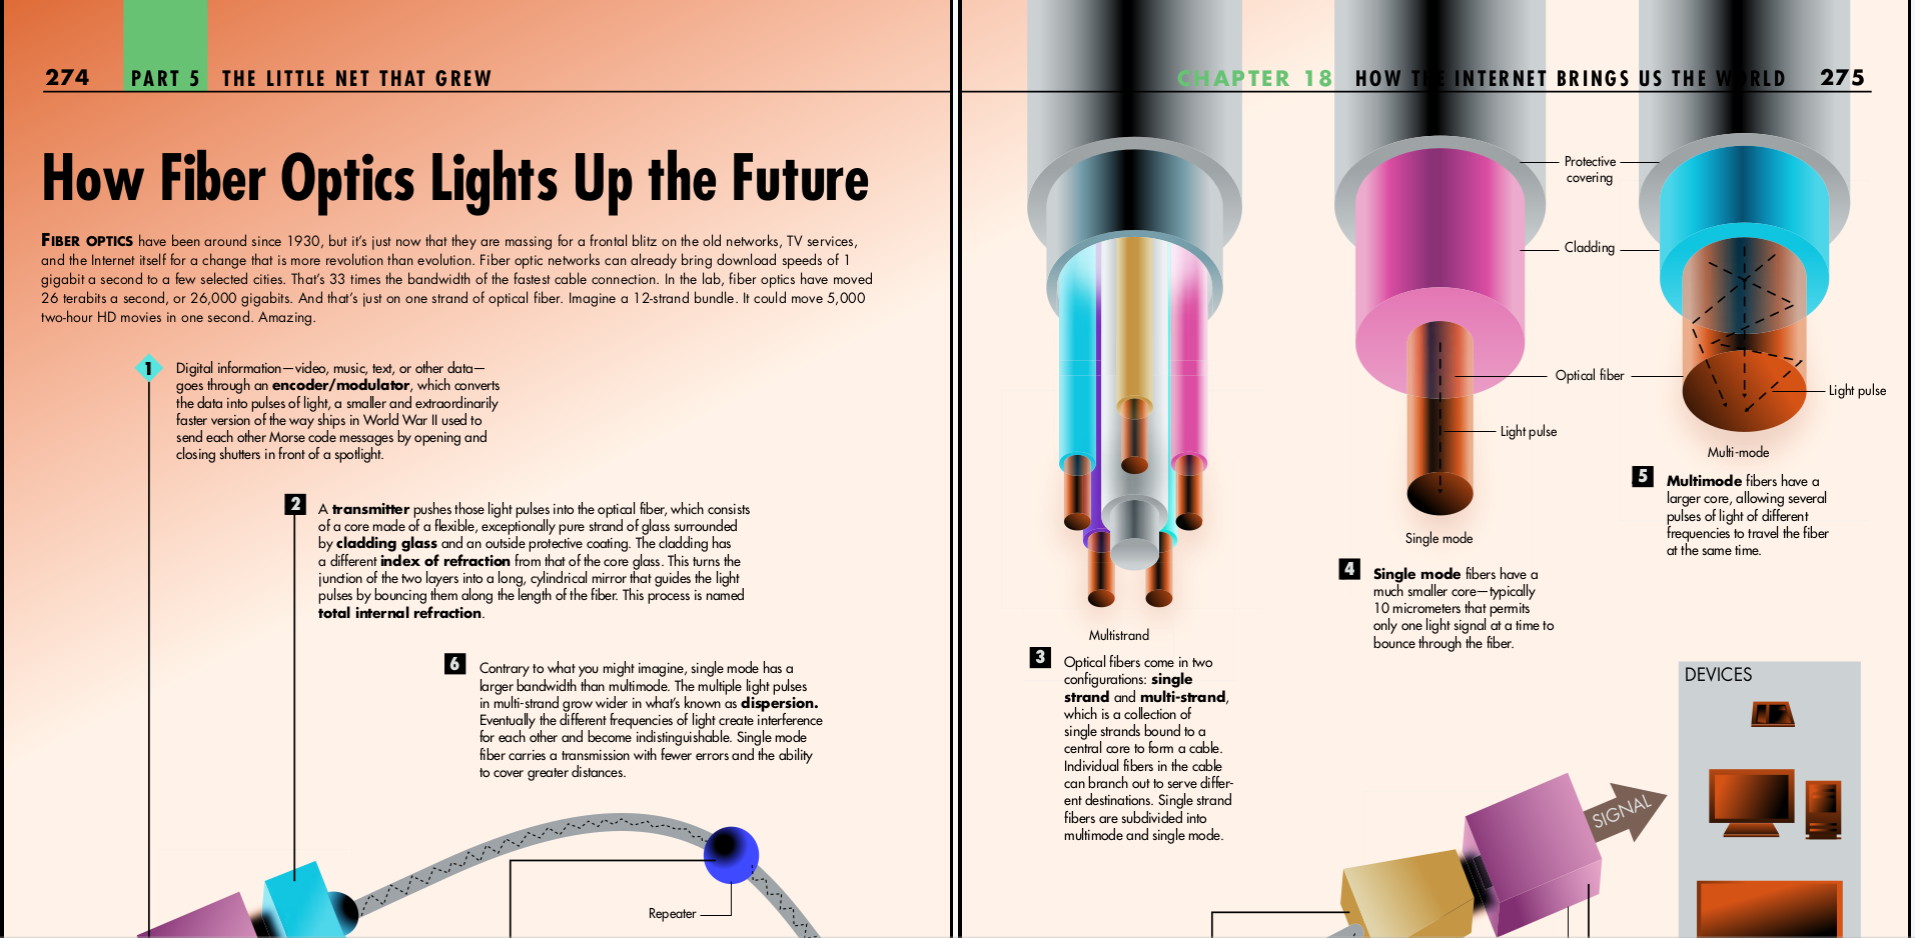 274 PART 5 THE LITTLE NET THAT GREW
How Fiber Optics Lights Up the Future
FIBER OPTICS have been around since 1930, but it's just now that they are massing for a frontal blitz on the old networks, TV services,
and the Internet itself for a change that is more revolution than evolution. Fiber optic networks can already bring download speeds of 1
gigabit a second to a few selected cities. That's 33 times the bandwidth of the fastest cable connection. In the lab, fiber optics have moved
26 terabits a second, or 26,000 gigabits. And that's just on one strand of optical fiber. Imagine a 12-strand bundle. It could move 5,000
two-hour HD movies in one second. Amazing.
1
Digital information—video, music, text, or other data—
goes through an encoder/modulator, which converts
the data into pulses of light, a smaller and extraordinarily
faster version of the way ships in World War II used to
send each other Morse code messages by opening and
closing shutters in front of a spotlight.
2
A transmitter pushes those light pulses into the optical fiber, which consists
of a core made of a flexible, exceptionally pure strand of glass surrounded
by cladding glass and an outside protective coating. The cladding has
a different index of refraction from that of the core glass. This turns the
junction of the two layers into a long, cylindrical mirror that guides the light
pulses by bouncing them along the length of the fiber. This process is named
total internal refraction.
6
Contrary to what you might imagine, single mode has a
larger bandwidth than multimode. The multiple light pulses
in multi-strand grow wider in what's known as dispersion.
Eventually the different frequencies of light create interference
for each other and become indistinguishable. Single mode
fiber carries a transmission with fewer errors and the ability
to cover greater distances.
Repeater
CHAPTER 18 HOW THE INTERNET BRINGS US THE WORLD 275
Protective
covering
Cladding
Optical fiber
Light pulse
Light pulse
Multi-mode
5
Multimode fibers have a
larger core, allowing several
pulses of light of different
frequencies to travel the fiber
at the same time.
Single mode
4
Single mode fibers have a
much smaller core—typically
10 micrometers that permits
only one light signal at a time to
bounce through the fiber.
Multistrand
3
Optical fibers come in two
configurations: single
strand and multi-strand,
which is a collection of
single strands bound to a
central core to form a cable.
Individual fibers in the cable
can branch out to serve differ-
ent destinations. Single strand
fibers are subdivided into
multimode and single mode.
DEVICES
SIGNAL